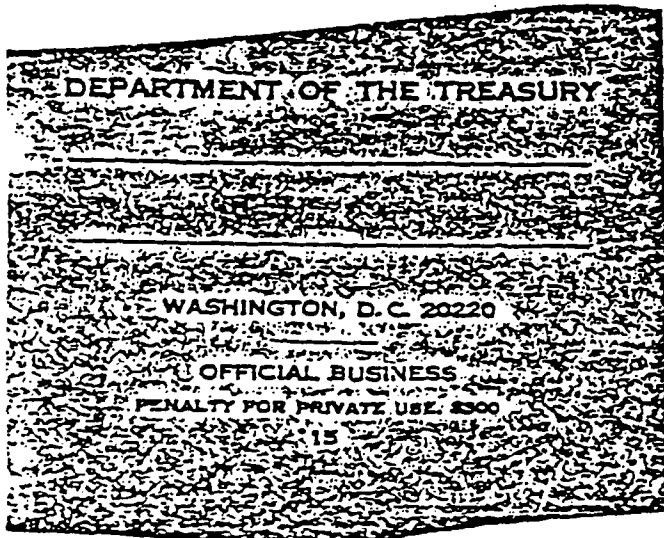 DEPARTMENT OF THE TREASURY
WASHINGTON, D. C. 20220
OFFICIAL BUSINESS
PENALTY FOR PRIVATE USE. $300
15